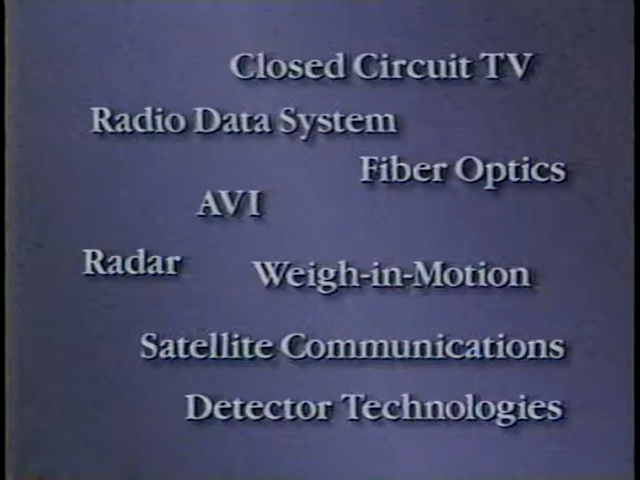 Closed Circuit TV
Radio Data System
Fiber Optics
AVI
Radar
Weigh-in-Motion
Satellite Communications
Detector Technologies